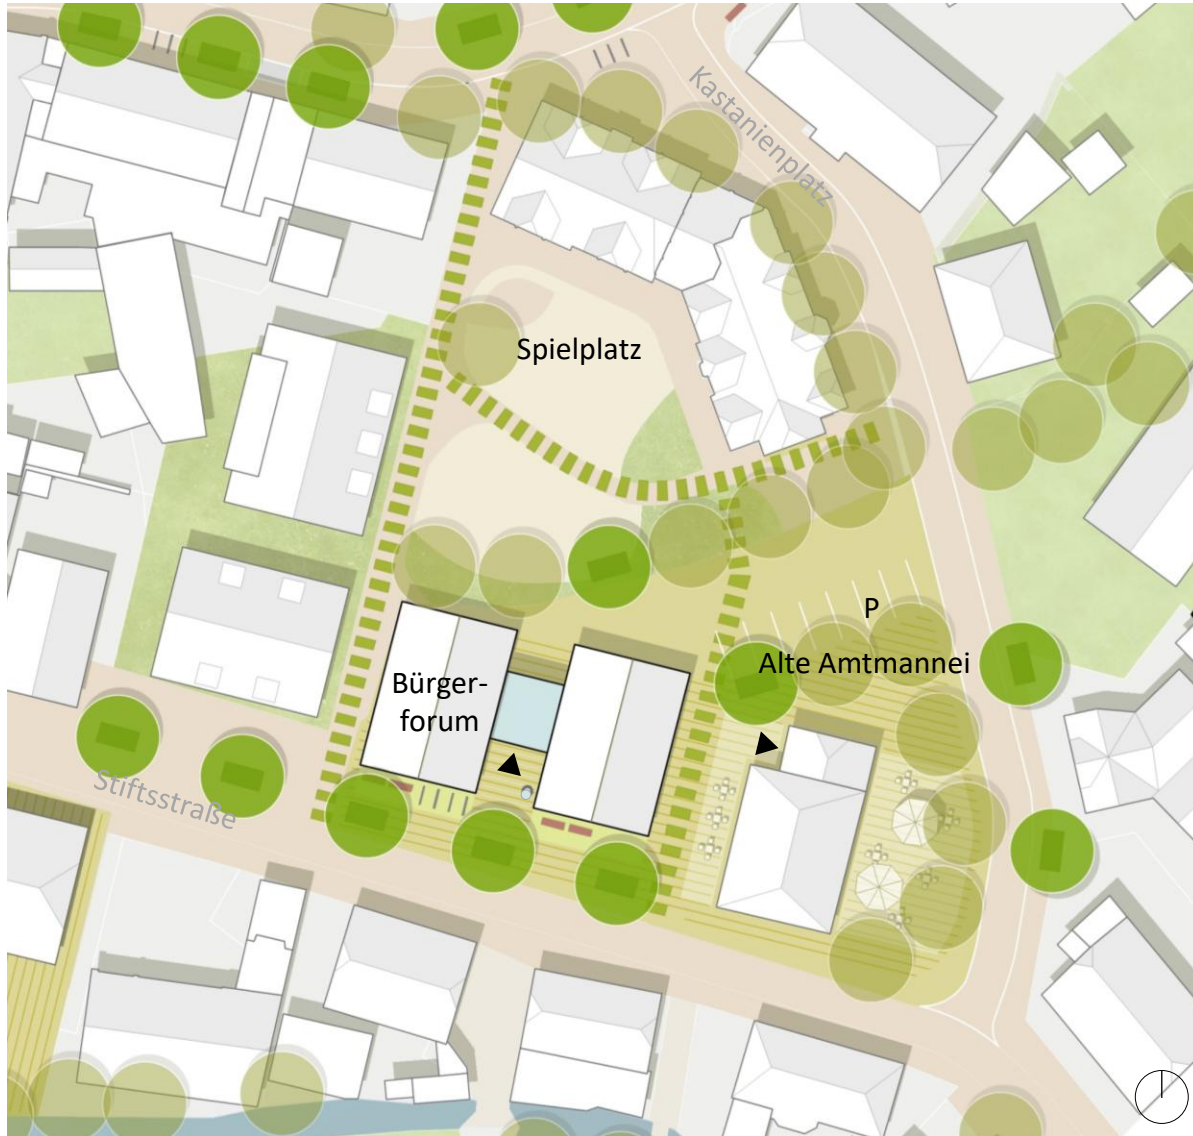 Kastanienplatz
Spielplatz
P
Alte Amtmannei
Bürger-
forum
Stiftsstraße